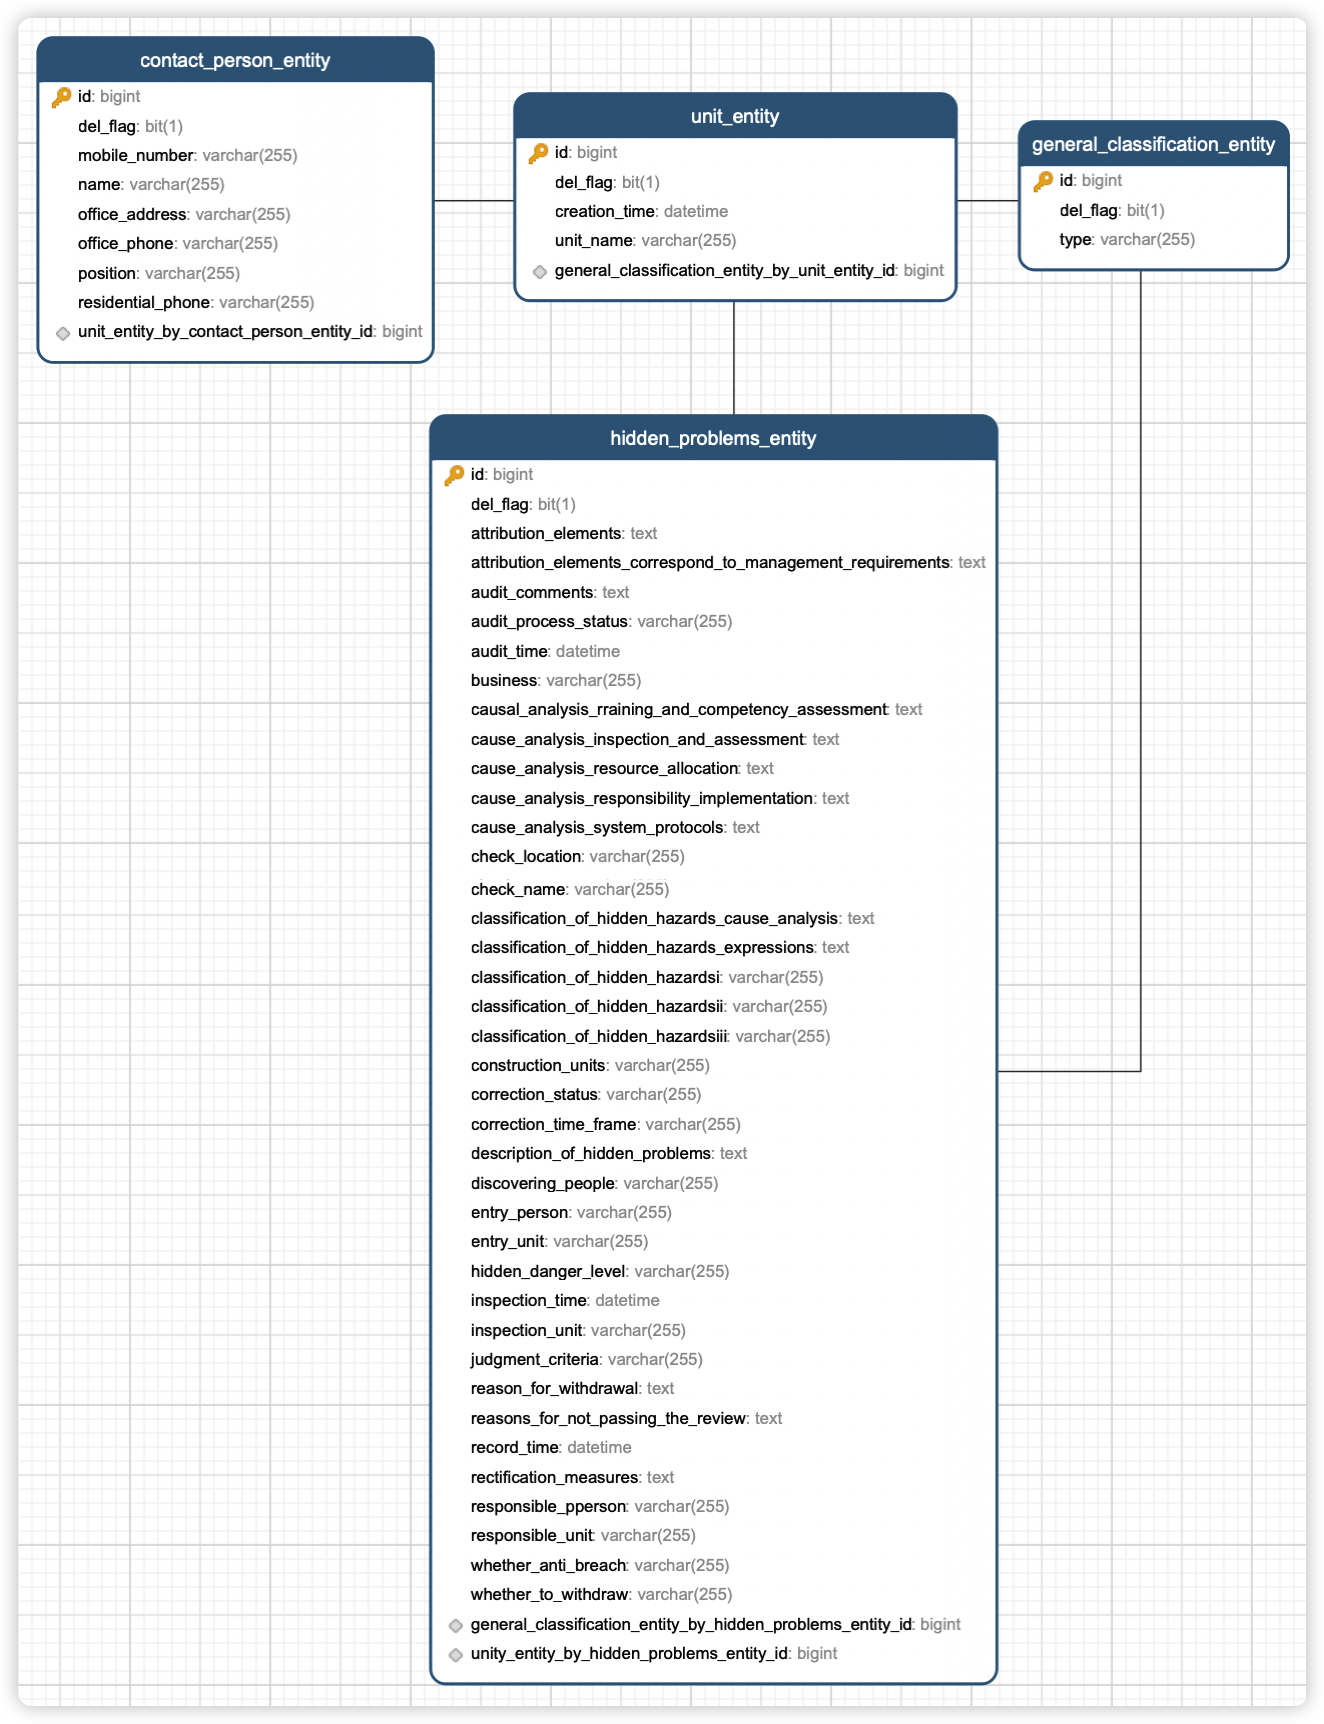 contact_person_entity
id: bigint
del_flag: bit(1)
mobile_number: varchar(255)
name: varchar(255)
office_address: varchar(255)
office_phone: varchar(255)
position: varchar(255)
residential_phone: varchar(255)
unit_entity_by_contact_person_entity_id: bigint
unit_entity
id: bigint
del_flag: bit(1)
creation_time: datetime
unit_name: varchar(255)
general_classification_entity_by_unit_entity_id: bigint
general_classification_entity
id: bigint
del_flag: bit(1)
type: varchar(255)
hidden_problems_entity
id: bigint
del_flag: bit(1)
attribution_elements: text
attribution_elements_correspond_to_management_requirements: text
audit_comments: text
audit_process_status: varchar(255)
audit_time: datetime
business: varchar(255)
causal_analysis_rraining_and_competency_assessment: text
cause_analysis_inspection_and_assessment: text
cause_analysis_resource_allocation: text
cause_analysis_responsibility_implementation: text
cause_analysis_system_protocols: text
check_location: varchar(255)
check_name: varchar(255)
classification_of_hidden_hazards_cause_analysis: text
classification_of_hidden_hazards_expressions: text
classification_of_hidden_hazardsi: varchar(255)
classification_of_hidden_hazardsii: varchar(255)
classification_of_hidden_hazardsiii: varchar(255)
construction_units: varchar(255)
correction_status: varchar(255)
correction_time_frame: varchar(255)
description_of_hidden_problems: text
discovering_people: varchar(255)
entry_person: varchar(255)
entry_unit: varchar(255)
hidden_danger_level: varchar(255)
inspection_time: datetime
inspection_unit: varchar(255)
judgment_criteria: varchar(255)
reason_for_withdrawal: text
reasons_for_not_passing_the_review: text
record_time: datetime
rectification_measures: text
responsible_pperson: varchar(255)
responsible_unit: varchar(255)
whether_anti_breach: varchar(255)
whether_to_withdraw: varchar(255)
general_classification_entity_by_hidden_problems_entity_id: bigint
unity_entity_by_hidden_problems_entity_id: bigint